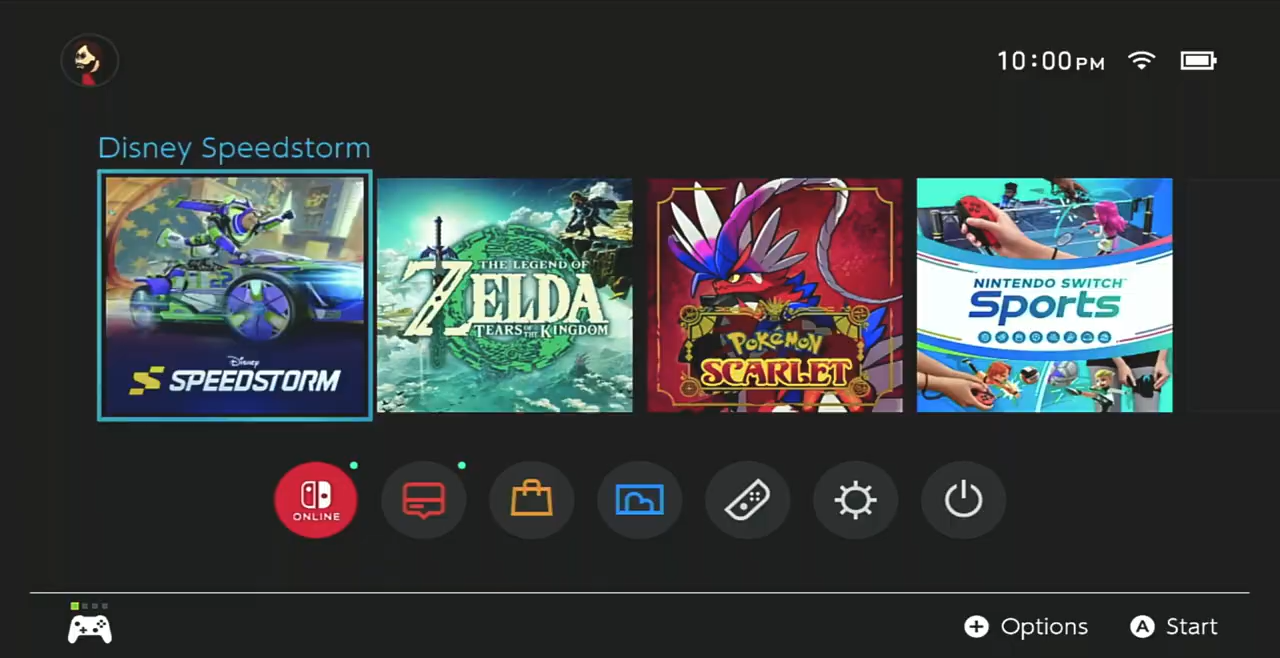 10:00PM
Disney Speedstorm
Disney
SPEEDSTORM
THE LEGEND OF
ZELDA
TEARS OF THE KINGDOM
POKéMON
SCARLET
NINTENDO SWITCH
Sports
ONLINE
+ Options
A Start